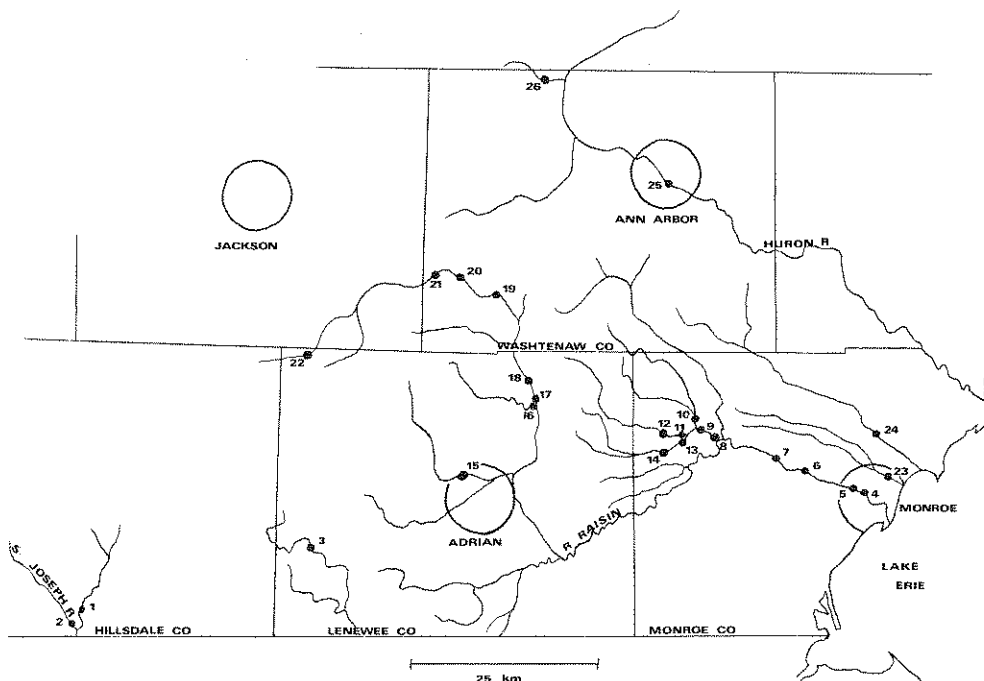 26
25
ANN ARBOR
JACKSON
HURON R
21
20
19
22
WASHTENAW CO
18
17
16
10
12
11
9
8
13
14
24
7
6
15
23
5
4
MONROE
ADRIAN
R RAISIN
3
LAKE
ERIE
S. JOSEPH R
1
2
HILLSDALE CO
LENEWEE CO
MONROE CO
25 km